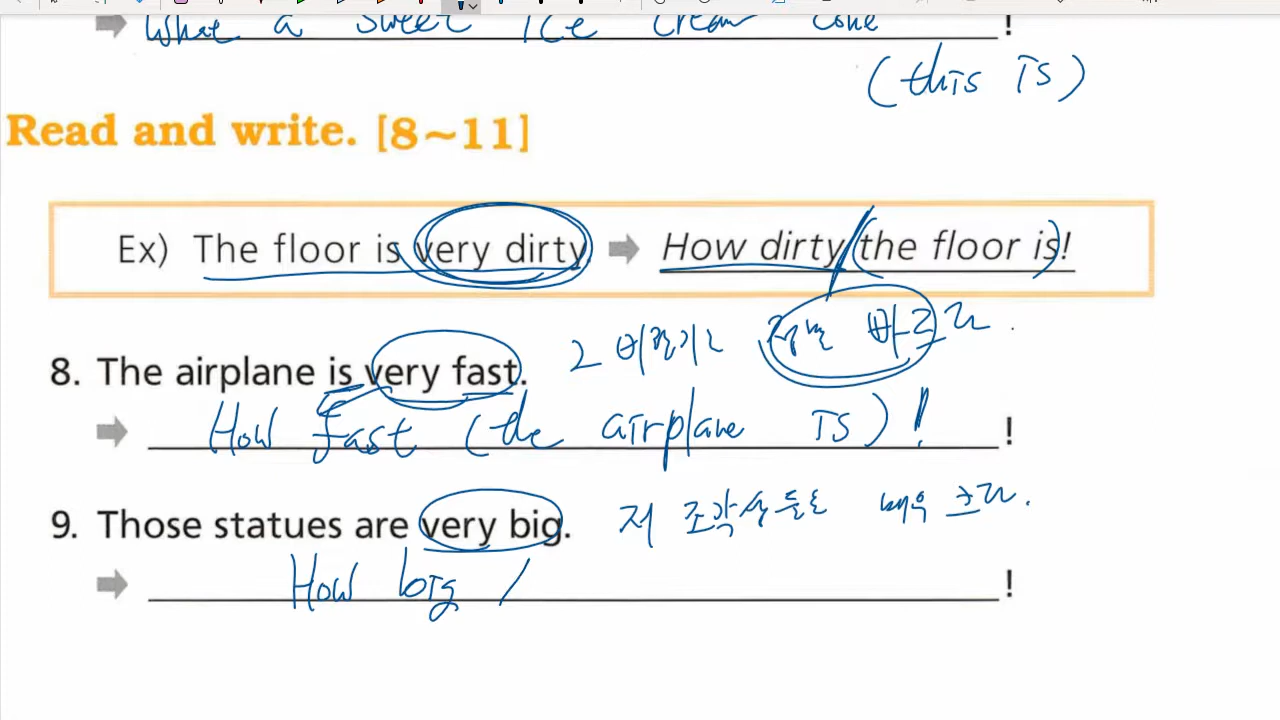 What a sweet ice cream cone !
(this is)
Read and write. [8~11]
Ex) The floor is very dirty ➡ How dirty the floor is!
8. The airplane is very fast. 그 비행기는 정말 빠르다.
➡ How fast (the airplane is)! !
9. Those statues are very big. 저 조각상들은 매우 크다.
➡ How big ( !